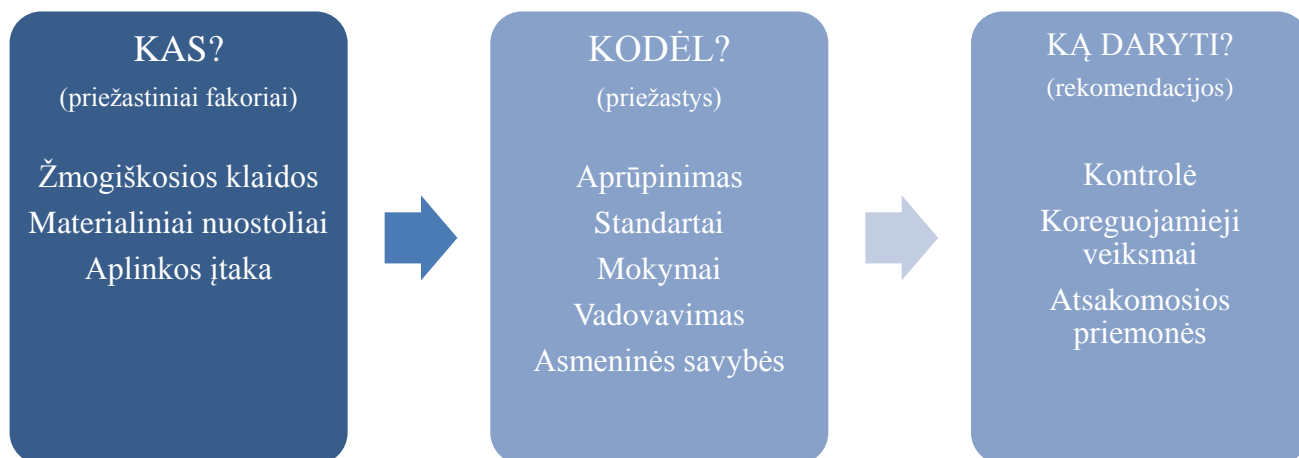 KAS?
(priežastiniai fakoriai)
Žmogiškosios klaidos
Materialiniai nuostoliai
Aplinkos įtaka
KODĖL?
(priežastys)
Aprūpinimas
Standartai
Mokymai
Vadovavimas
Asmeninės savybės
KĄ DARYTI?
(rekomendacijos)
Kontrolė
Koreguojamieji
veiksmai
Atsakomosios
priemonės